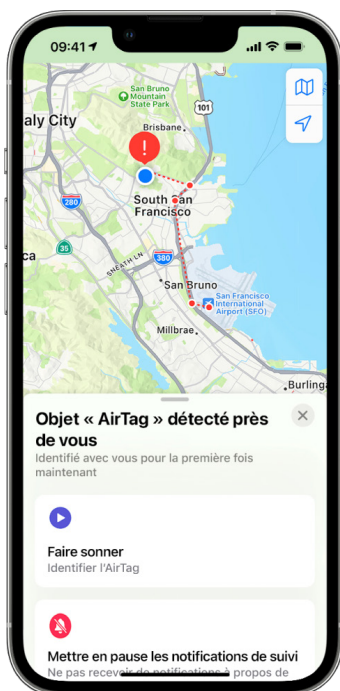 09:41
San Bruno
Mountain
State Park
101
aly City
Brisbane
South San
Francisco
280
35
ca
SNEATH LN
380
San Bruno
San Francisco
International
Airport (SFO)
Millbrae
Burling
Objet « AirTag » détecté près
de vous
Identifié avec vous pour la première fois
maintenant
Faire sonner
Identifier l'AirTag
Mettre en pause les notifications de suivi
Ne pas recevoir de notifications à propos de